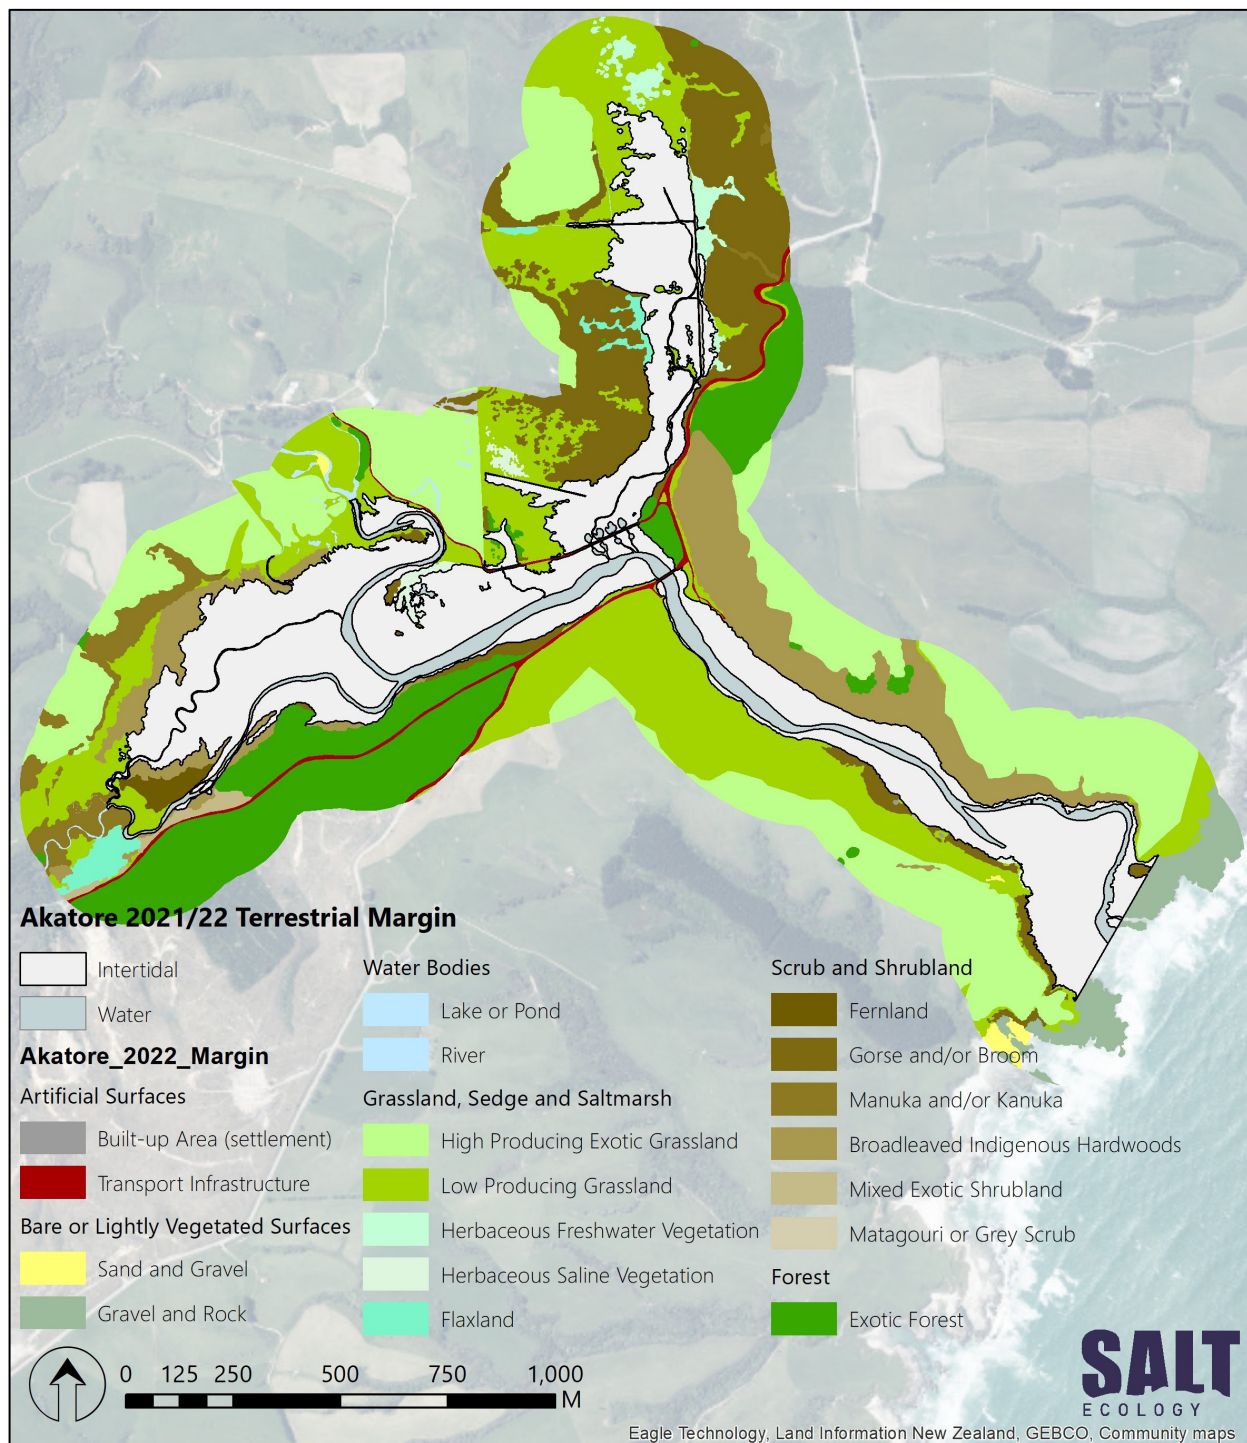 Akatore 2021/22 Terrestrial Margin
Intertidal
Water
Akatore_2022_Margin
Artificial Surfaces
Built-up Area (settlement)
Transport Infrastructure
Bare or Lightly Vegetated Surfaces
Sand and Gravel
Gravel and Rock
Water Bodies
Lake or Pond
River
Grassland, Sedge and Saltmarsh
High Producing Exotic Grassland
Low Producing Grassland
Herbaceous Freshwater Vegetation
Herbaceous Saline Vegetation
Flaxland
Scrub and Shrubland
Fernland
Gorse and/or Broom
Manuka and/or Kanuka
Broadleaved Indigenous Hardwoods
Mixed Exotic Shrubland
Matagouri or Grey Scrub
Forest
Exotic Forest
0 125 250 500 750 1,000
M
SALT
ECOLOGY
Eagle Technology, Land Information New Zealand, GEBCO, Community maps